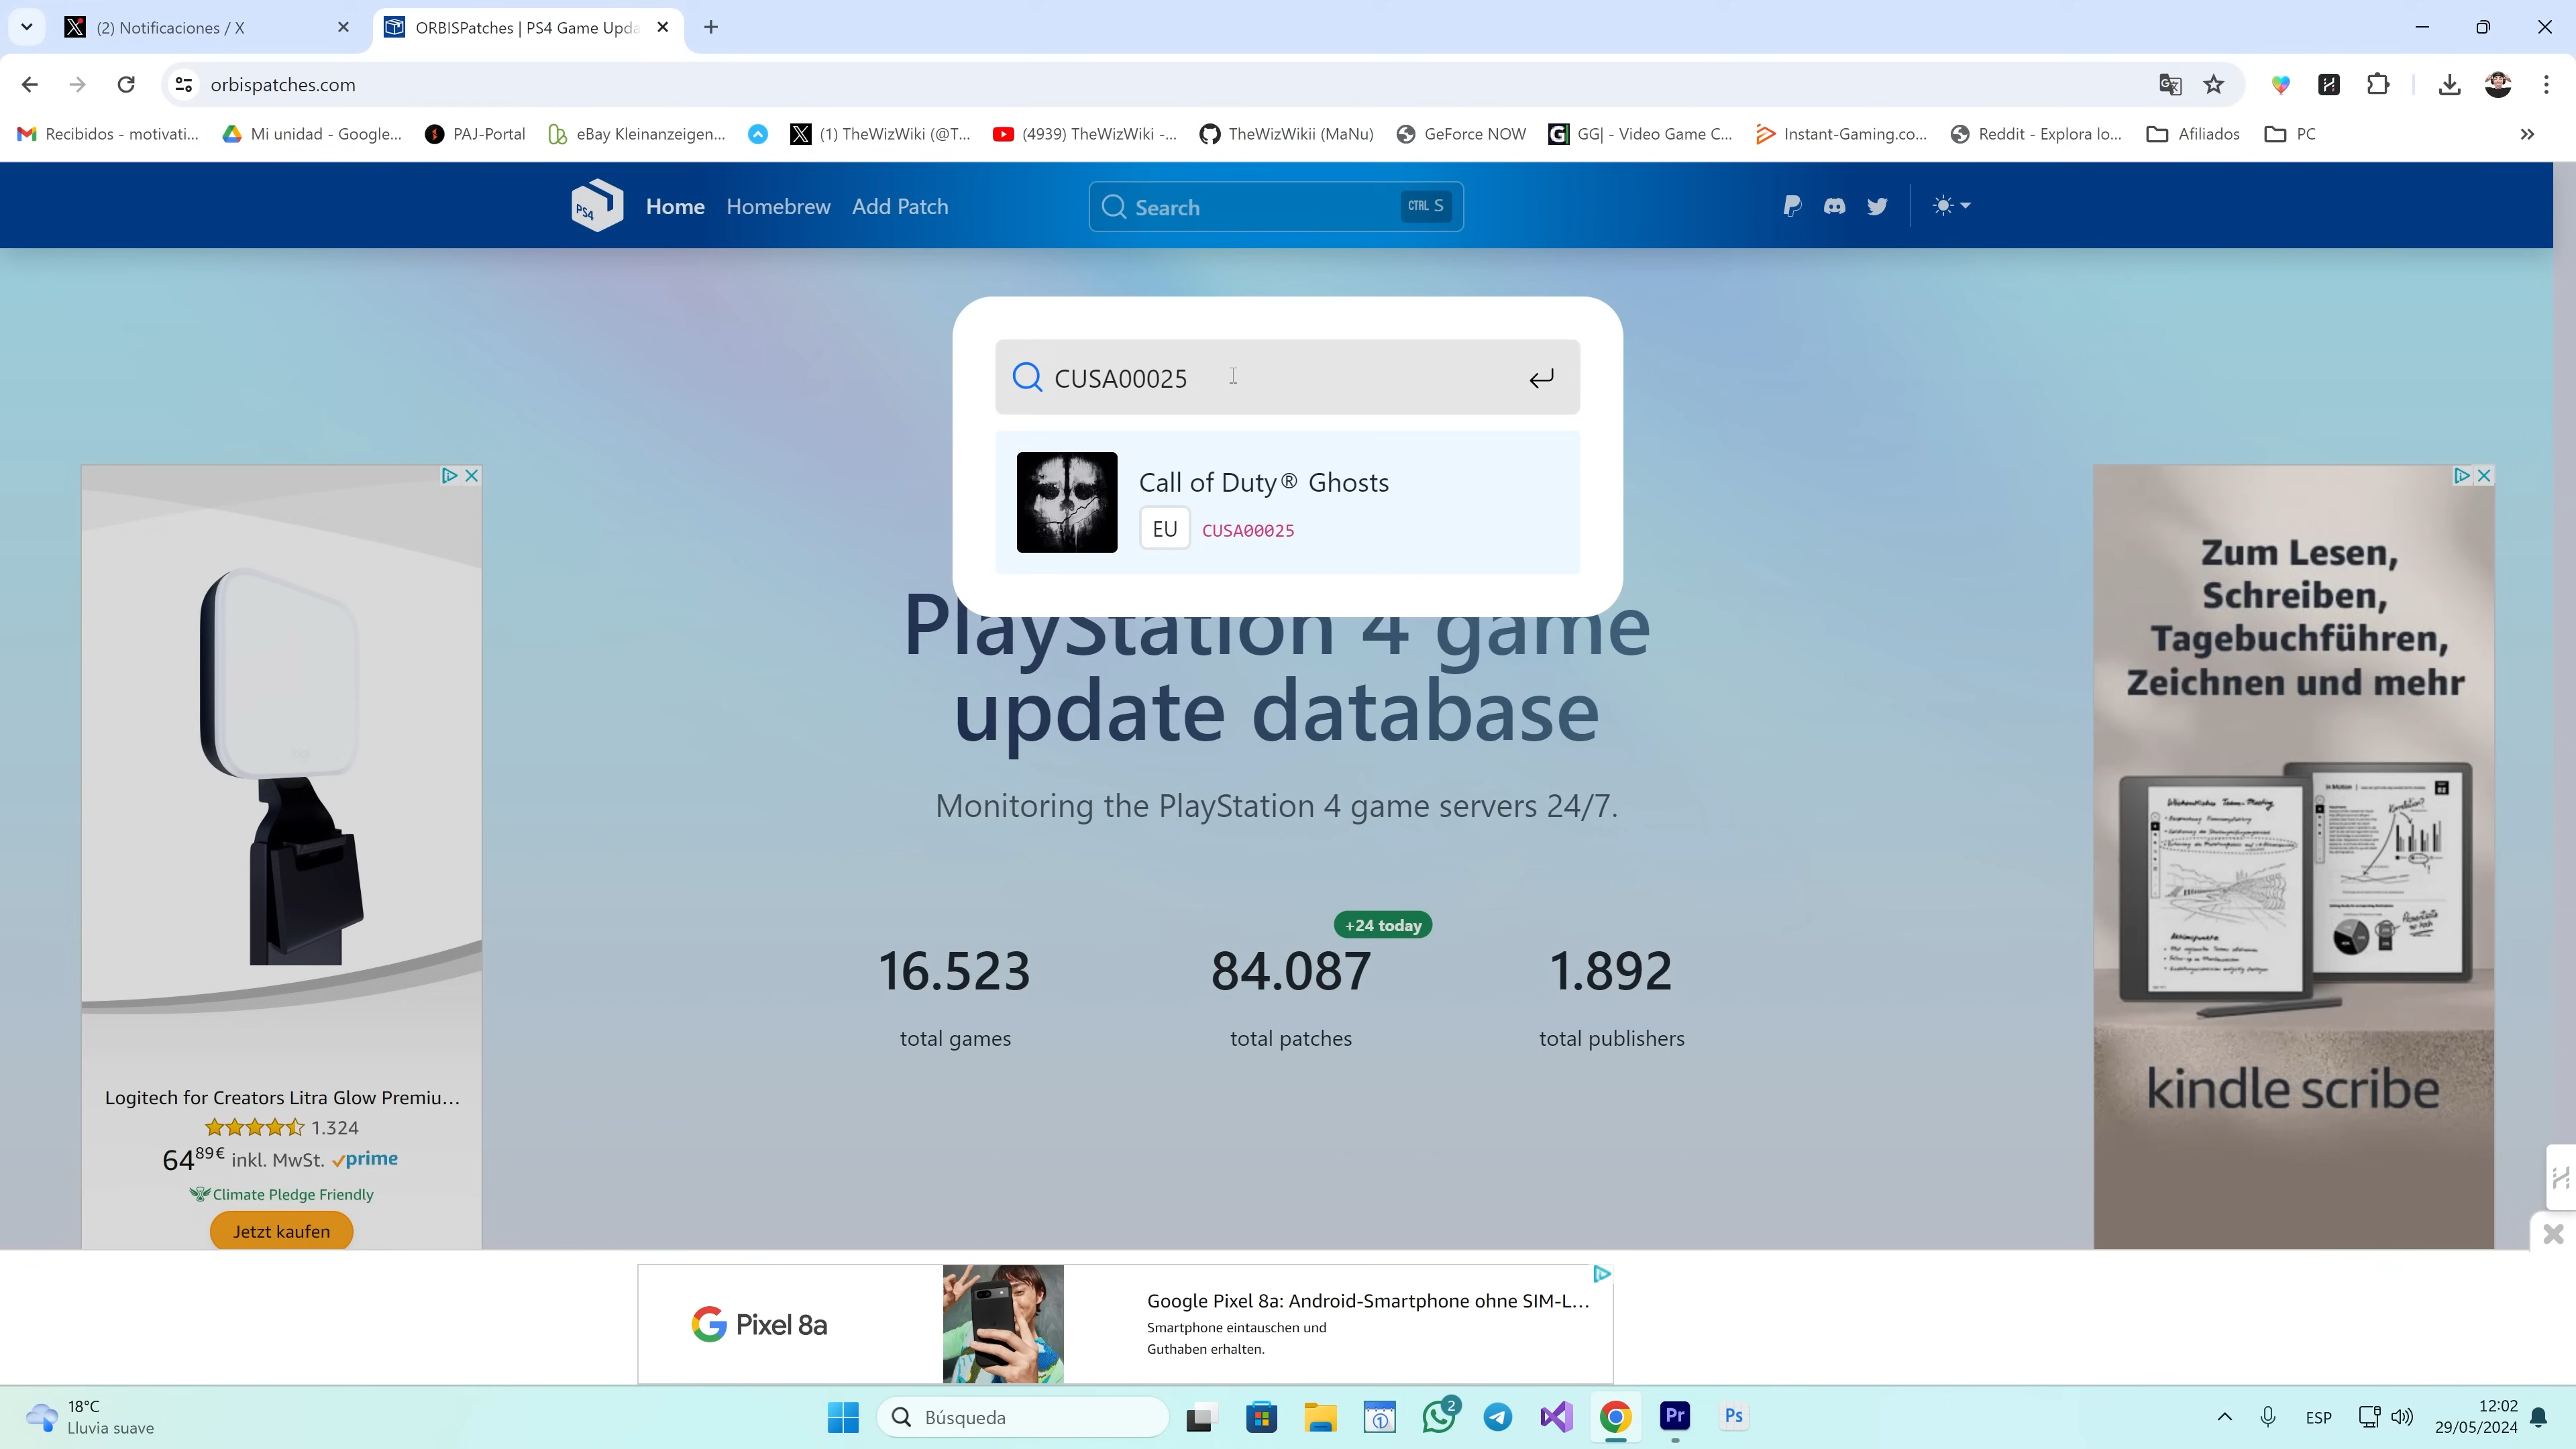 (2) Notificaciones / X
ORBISPatches | PS4 Game Upda
orbispatches.com
Recibidos - motivati...
Mi unidad - Google...
PAJ-Portal
eBay Kleinanzeigen...
(1) TheWizWiki (@T...
(4939) TheWizWiki -...
TheWizWikii (MaNu)
GeForce NOW
GG| - Video Game C...
Instant-Gaming.co...
Reddit - Explora lo...
Afiliados
PC
PS4
Home
Homebrew
Add Patch
Search
CTRL S
CUSA00025
Call of Duty® Ghosts
EU
CUSA00025
PlayStation 4 game
update database
Monitoring the PlayStation 4 game servers 24/7.
+24 today
16.523
84.087
1.892
total games
total patches
total publishers
Logitech for Creators Litra Glow Premiu...
1.324
64⁸⁹€ inkl. MwSt. prime
Climate Pledge Friendly
Jetzt kaufen
Zum Lesen,
Schreiben,
Tagebuchführen,
Zeichnen und mehr
kindle scribe
G Pixel 8a
Google Pixel 8a: Android-Smartphone ohne SIM-L...
Smartphone eintauschen und
Guthaben erhalten.
18°C
Lluvia suave
Búsqueda
2
Pr
Ps
ESP
12:02
29/05/2024